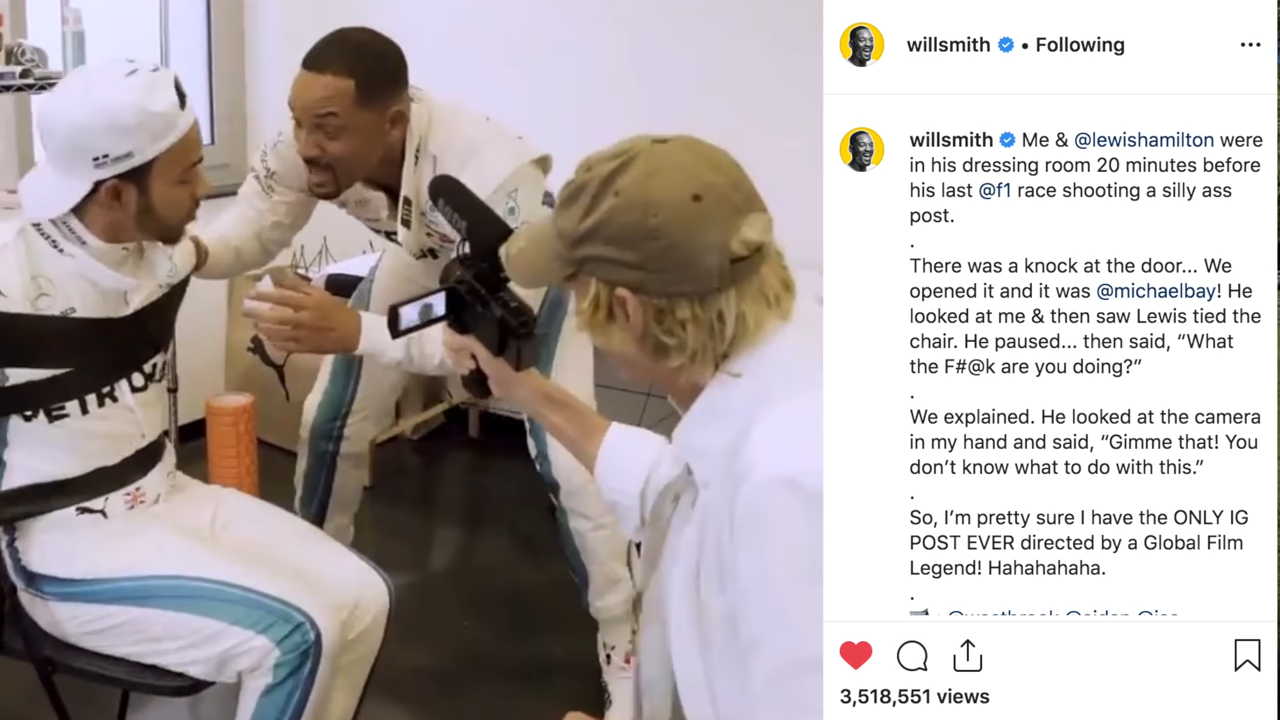 willsmith • Following
willsmith Me & @lewishamilton were
in his dressing room 20 minutes before
his last @f1 race shooting a silly ass
post.
.
There was a knock at the door... We
opened it and it was @michaelbay! He
looked at me & then saw Lewis tied the
chair. He paused... then said, “What
the F#@k are you doing?”
.
We explained. He looked at the camera
in my hand and said, “Gimme that! You
don’t know what to do with this.”
.
So, I’m pretty sure I have the ONLY IG
POST EVER directed by a Global Film
Legend! Hahahahaha.
.
3,518,551 views